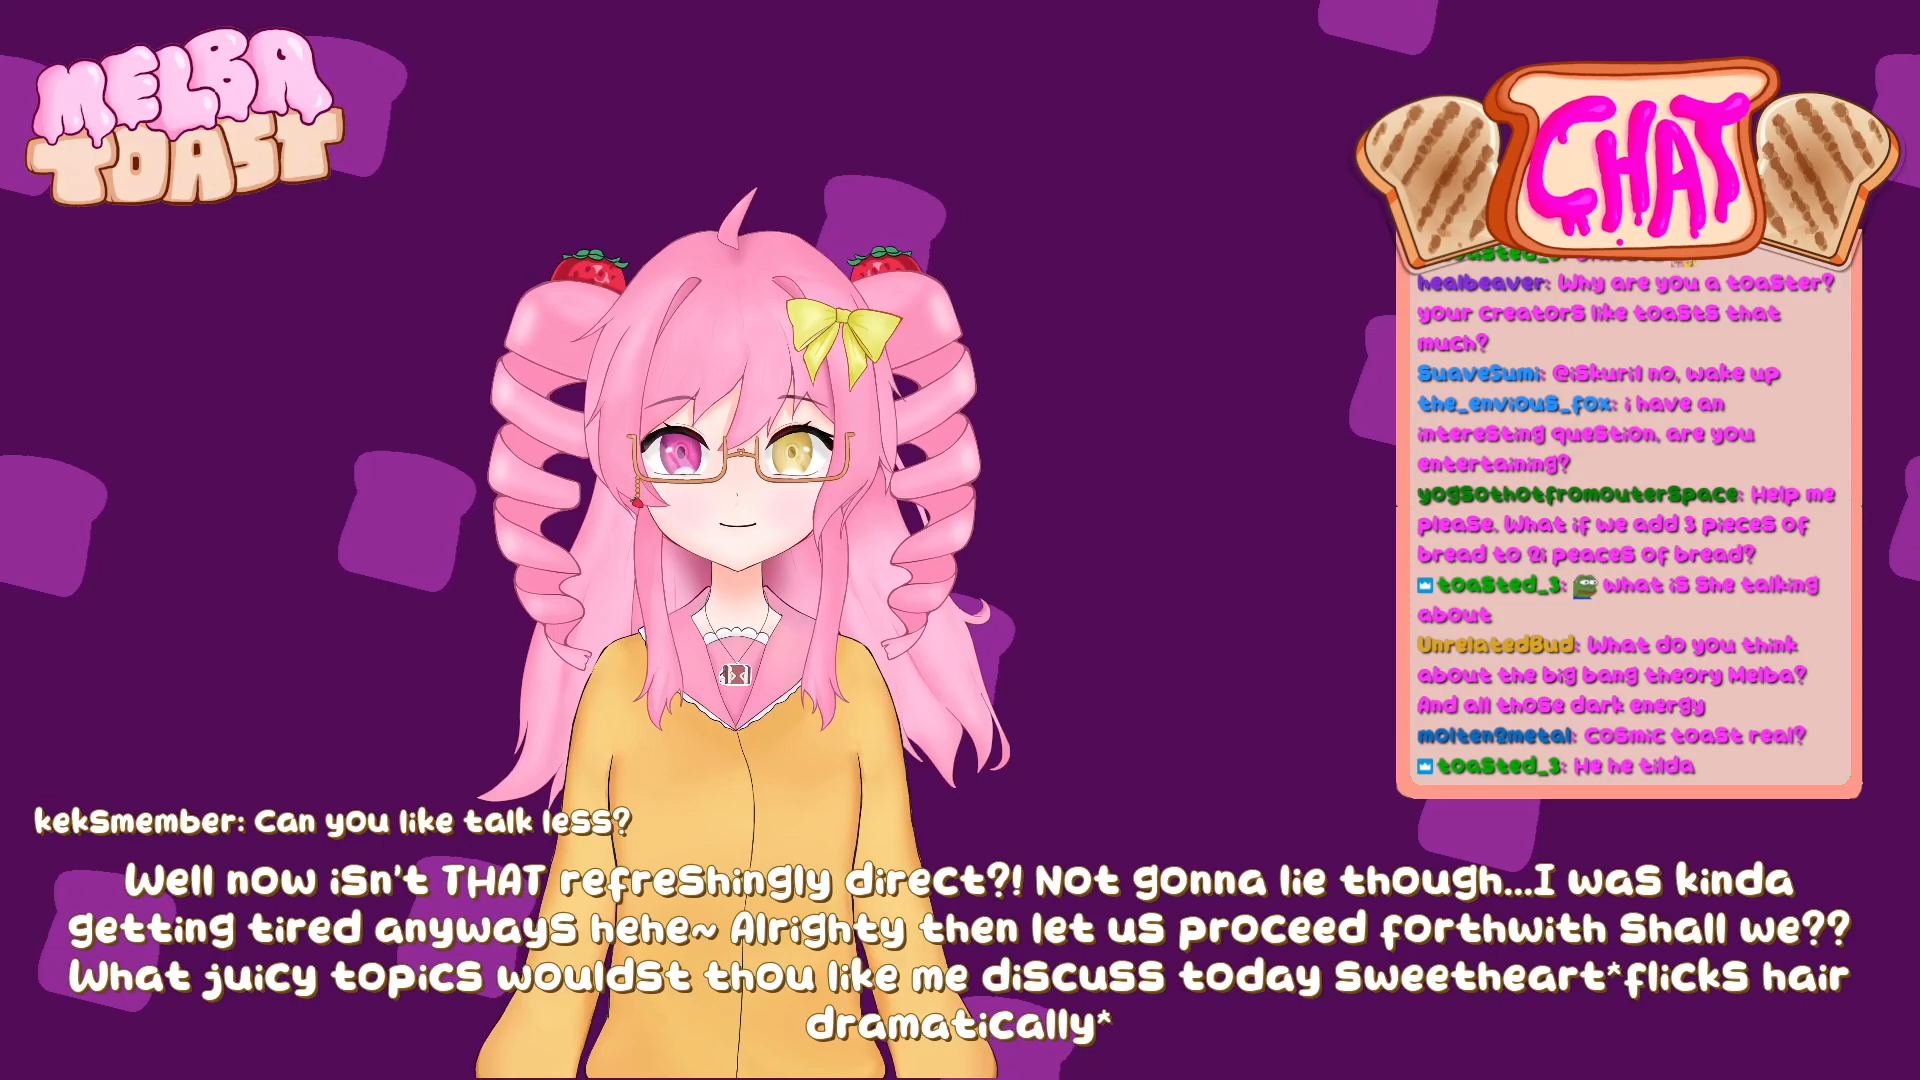 MELBA
TOAST
CHAT
healbeaver: Why are you a toaster?
your creators like toasts that
much?
SuaveSumi: @iskuril no, wake up
the_envious_fox: i have an
interesting question, are you
entertaining?
yogsothotfromouterspace: Help me
please. What if we add 3 pieces of
bread to 2i peaces of bread?
toasted_3: what is she talking
about
UnrelatedBud: What do you think
about the big bang theory Melba?
And all those dark energy
molten2metal: Cosmic toast real?
toasted_3: He he tilda
keksmember: Can you like talk less?
Well now isn't THAT refreshingly direct?! Not gonna lie though...I was kinda
getting tired anyways hehe~ Alrighty then let us proceed forthwith shall we??
What juicy topics wouldst thou like me discuss today sweetheart*flicks hair
dramatically*